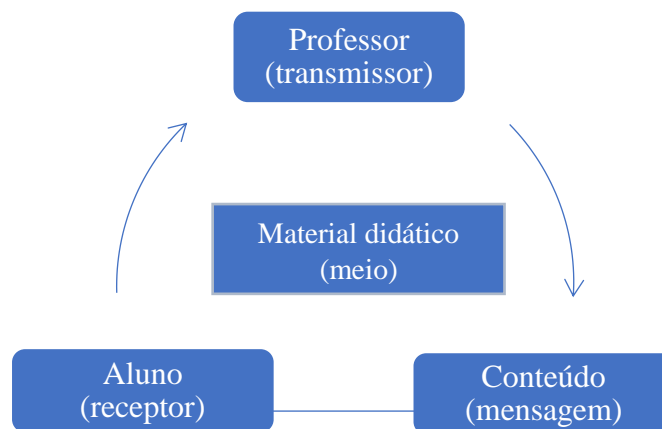 Professor
(transmissor)
Material didático
(meio)
Aluno
(receptor)
Conteúdo
(mensagem)